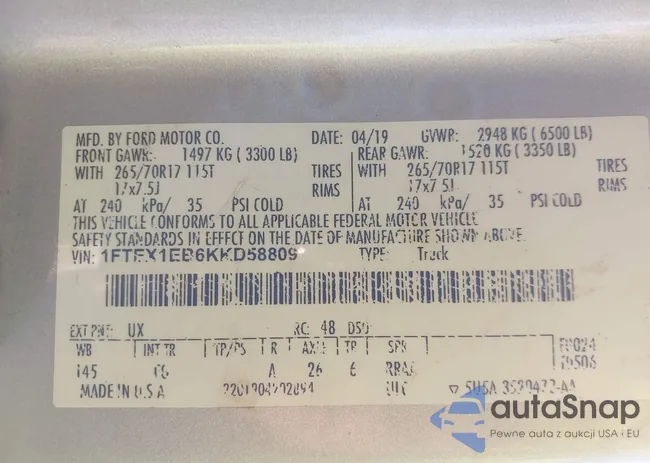 MFD. BY FORD MOTOR CO. DATE: 04/19 GVWR: 2948 KG ( 6500 LB)
FRONT GAWR: 1497 KG ( 3300 LB) REAR GAWR: 1520 KG ( 3350 LB)
WITH 265/70R17 115T TIRES WITH 265/70R17 115T TIRES
17x7.5J RIMS 17x7.5J RIMS
AT 240 kPa/ 35 PSI COLD AT 240 kPa/ 35 PSI COLD
THIS VEHICLE CONFORMS TO ALL APPLICABLE FEDERAL MOTOR VEHICLE
SAFETY STANDARDS IN EFFECT ON THE DATE OF MANUFACTURE SHOWN ABOVE.
VIN: 1FTEX1EB6KKD58809 TYPE: Truck
EXT PNT: UX RC: 48 DSO:
WB INT TR TP/PS R AXLE TR SPR
145 CG A 26 6
MADE IN U.S.A.
autoSnap
Pewne auta z aukcji USA i EU